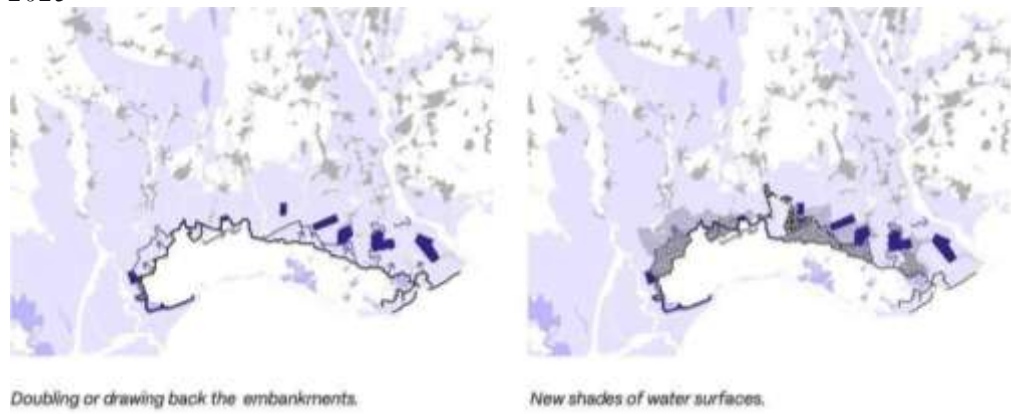 Doubling or drawing back the embankments.
New shades of water surfaces.